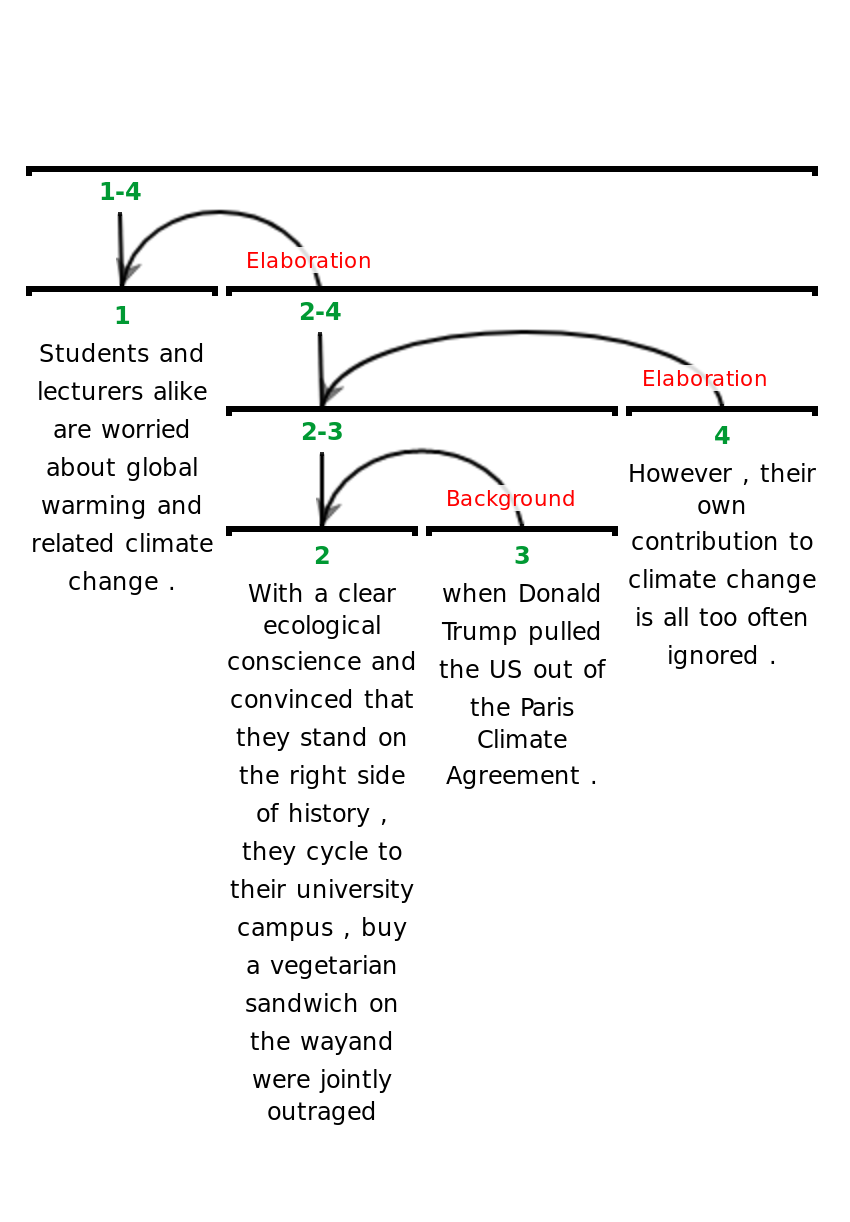 1-4
Elaboration
1
Students and
lecturers alike
are worried
about global
warming and
related climate
change .
2-4
Elaboration
2-3
Background
2
With a clear
ecological
conscience and
convinced that
they stand on
the right side
of history ,
they cycle to
their university
campus , buy
a vegetarian
sandwich on
the wayand
were jointly
outraged
3
when Donald
Trump pulled
the US out of
the Paris
Climate
Agreement .
4
However , their
own
contribution to
climate change
is all too often
ignored .